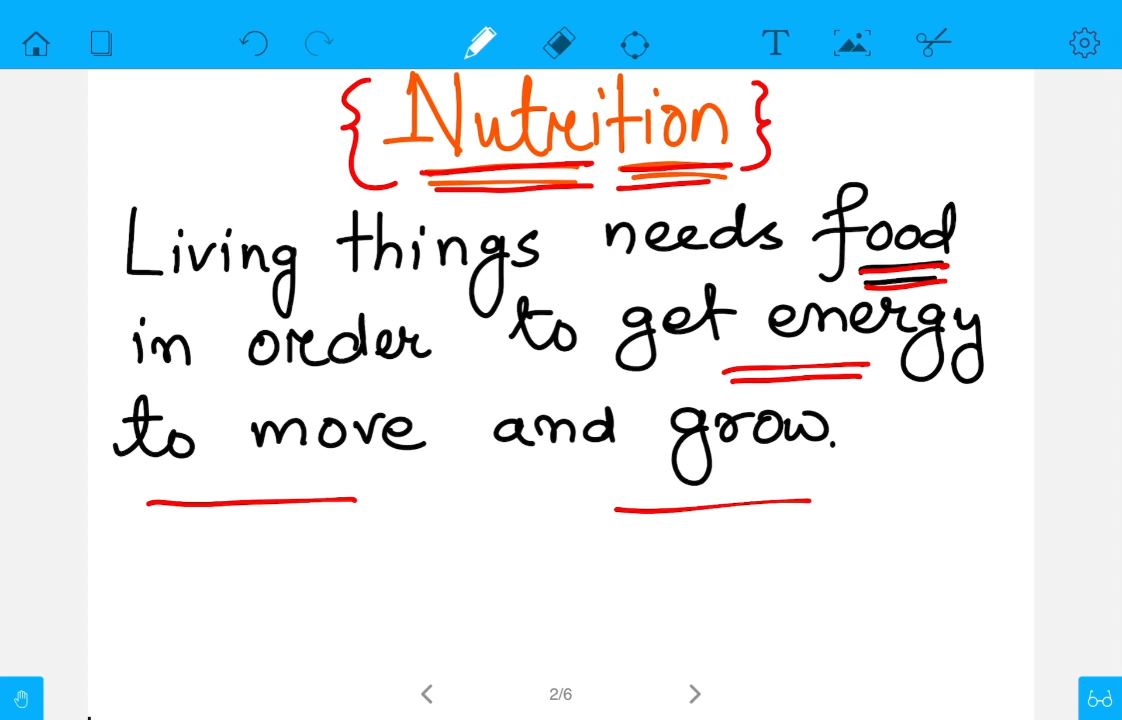 T
{ Nutrition }
Living things needs food
in order to get energy
to move and grow.
2/6